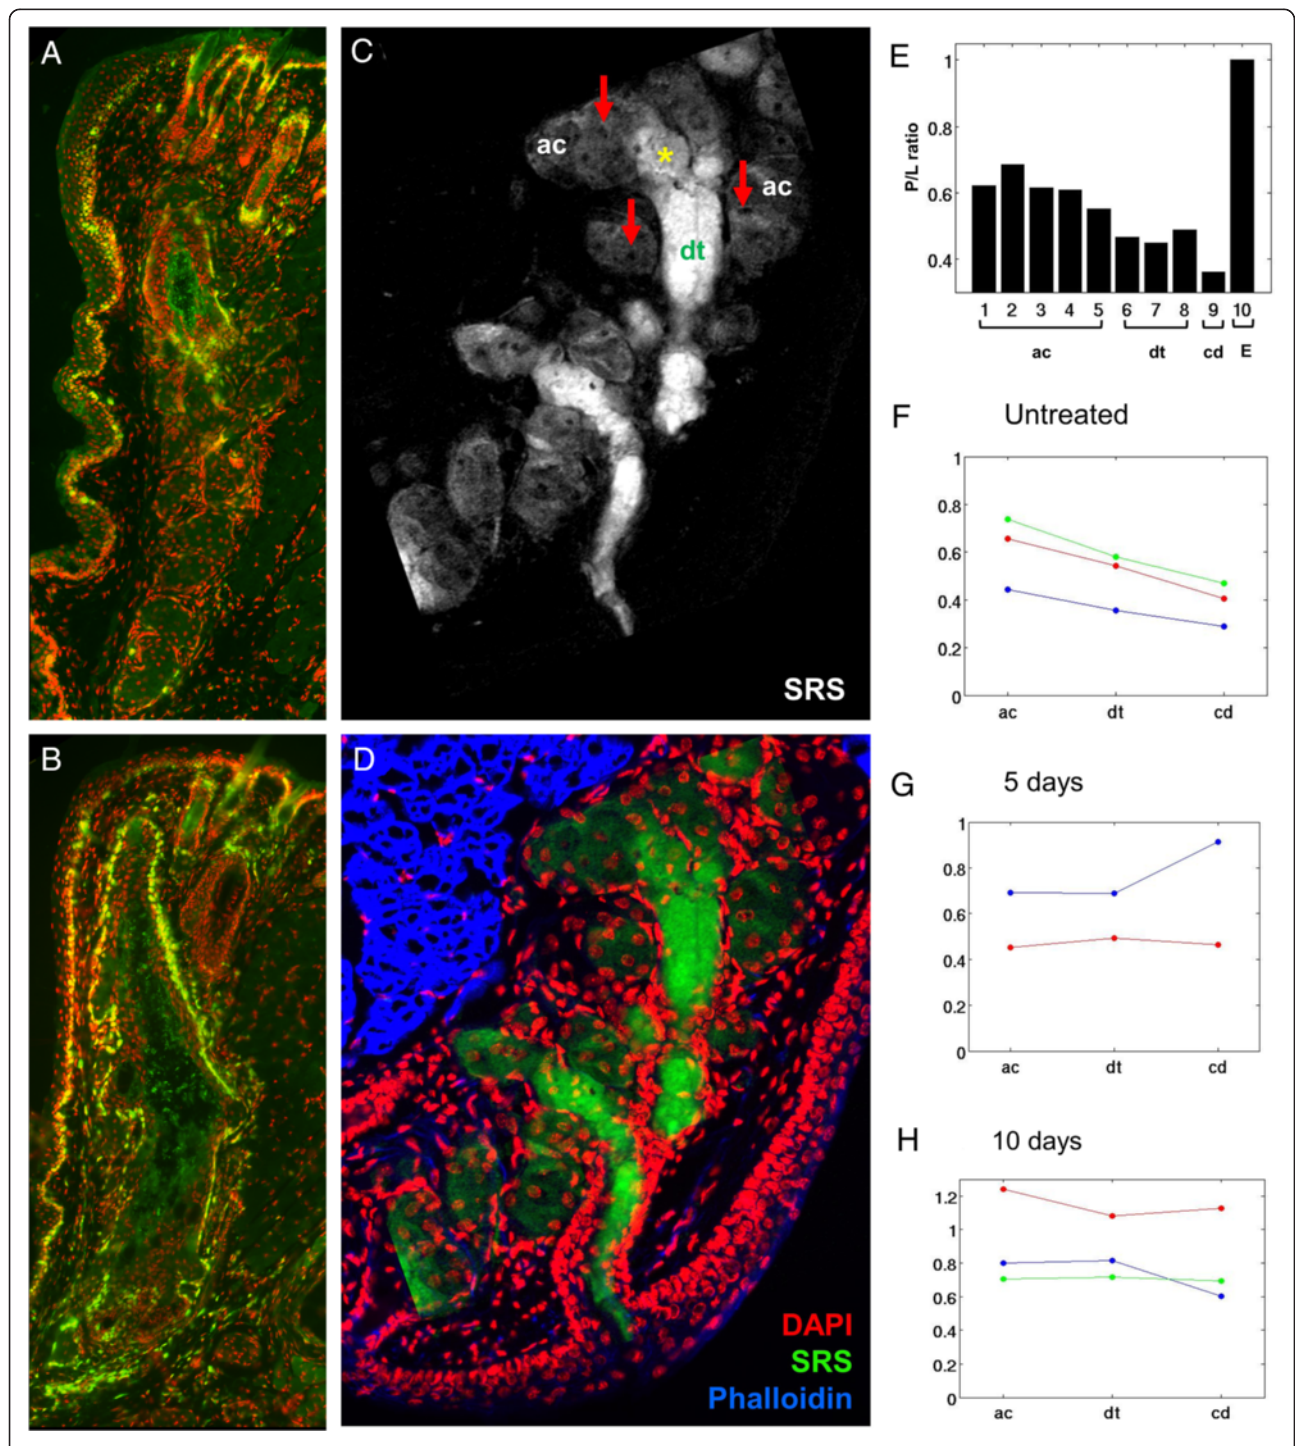 A
B
C
ac
*
ac
dt
SRS
D
DAPI
SRS
Phalloidin
E
P/L ratio
1
0.8
0.6
0.4
1 2 3 4 5 6 7 8 9 10
ac dt cd E
F Untreated
1
0.8
0.6
0.4
0.2
0
ac dt cd
G 5 days
1
0.8
0.6
0.4
0.2
0
ac dt cd
H 10 days
1.2
1
0.8
0.6
0.4
0.2
0
ac dt cd